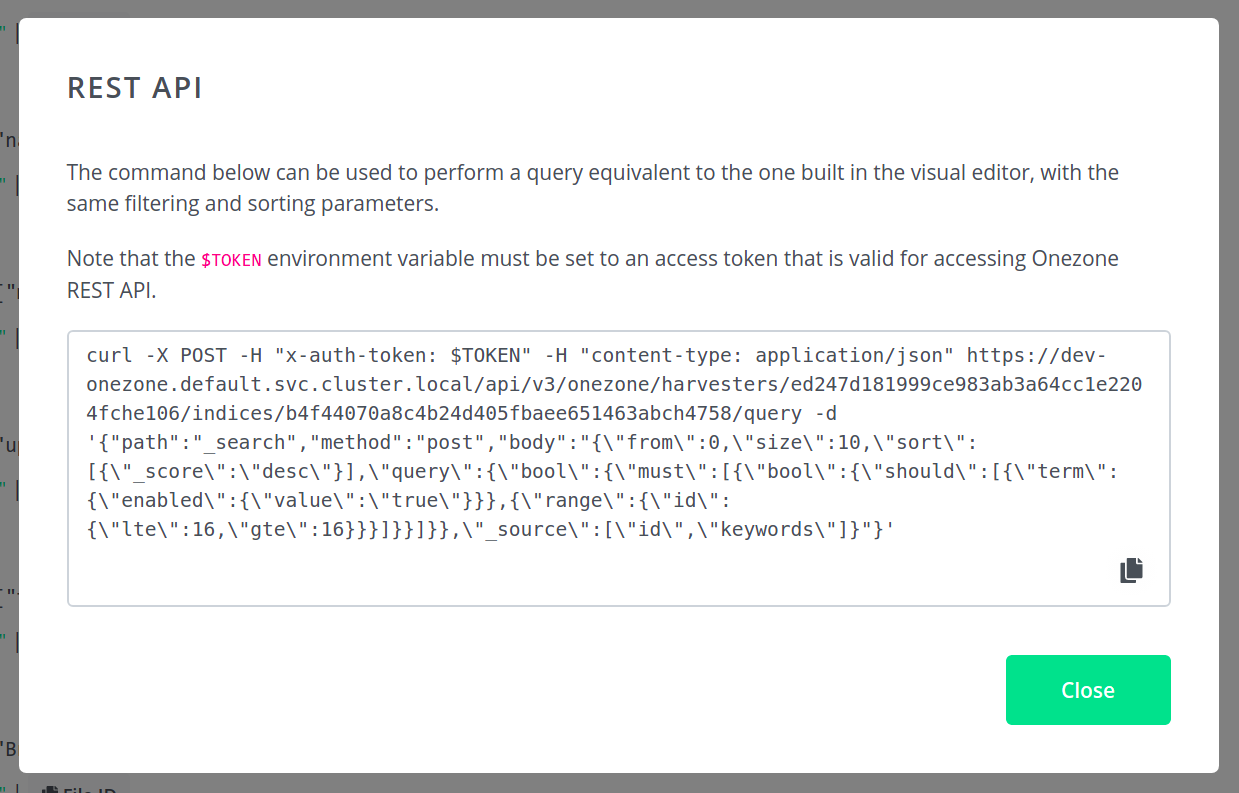 REST API
The command below can be used to perform a query equivalent to the one built in the visual editor, with the
same filtering and sorting parameters.
Note that the $TOKEN environment variable must be set to an access token that is valid for accessing Onezone
REST API.
curl -X POST -H "x-auth-token: $TOKEN" -H "content-type: application/json" https://dev-
onezone.default.svc.cluster.local/api/v3/onezone/harvesters/ed247d181999ce983ab3a64cc1e220
4fche106/indices/b4f44070a8c4b24d405fbaee651463abch4758/query -d
'{"path":"_search","method":"post","body":"{\"from\":0,\"size\":10,\"sort\":
[{\"_score\":\"desc\"}],\"query\":{\"bool\":{\"must\":[{\"bool\":{\"should\":[{\"term\":
{\"enabled\":{\"value\":\"true\"}}},{\"range\":{\"id\":
{\"lte\":16,\"gte\":16}}}]}}]}},\"_source\":[\"id\",\"keywords\"]}"}'
Close
File ID